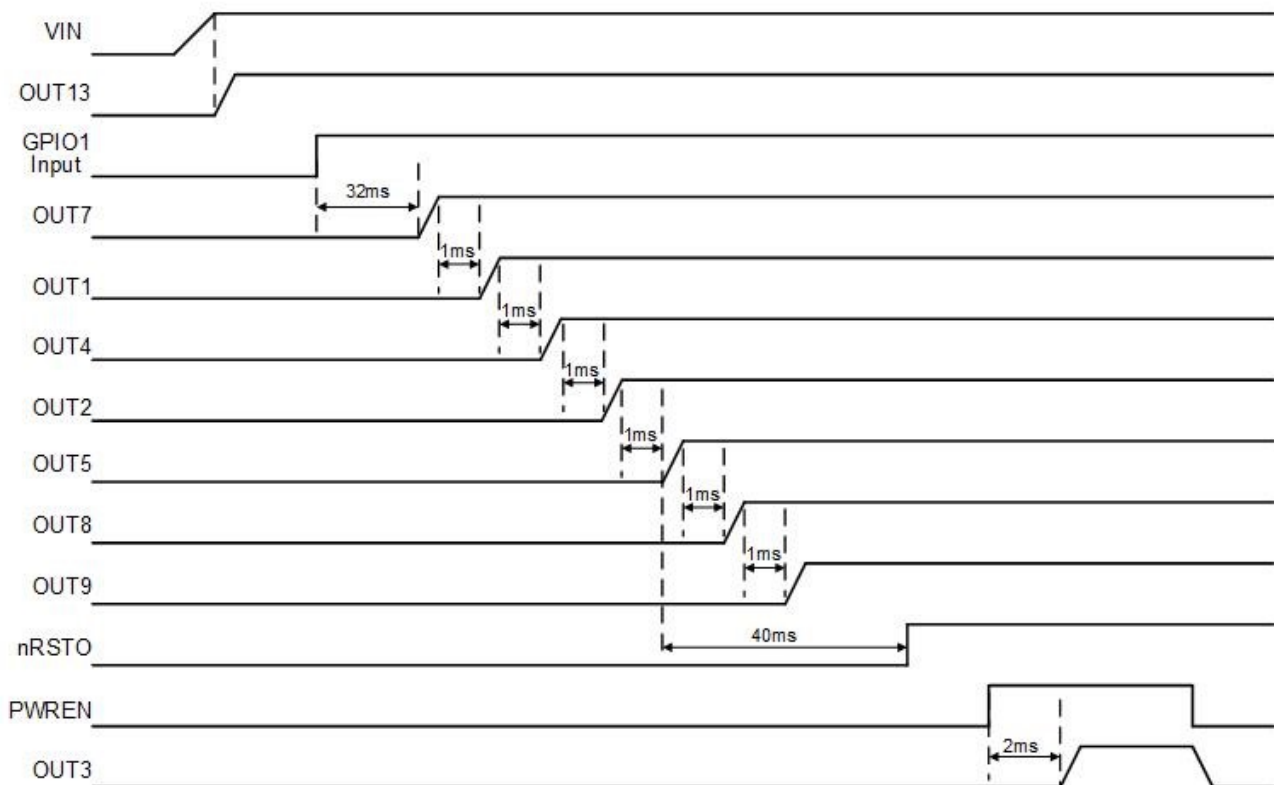 VIN
OUT13
GPIO1
Input
32ms
OUT7
1ms
OUT1
1ms
OUT4
1ms
OUT2
1ms
OUT5
1ms
OUT8
1ms
OUT9
40ms
nRSTO
PWREN
2ms
OUT3